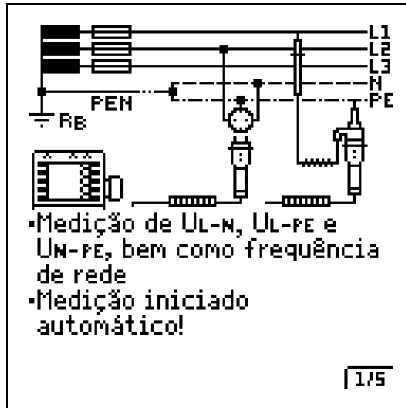 L1
L2
L3
N
PE
PEN
RB
•Medição de UL-N, UL-PE e
UN-PE, bem como frequência
de rede
•Medição iniciado
automático!
1/5